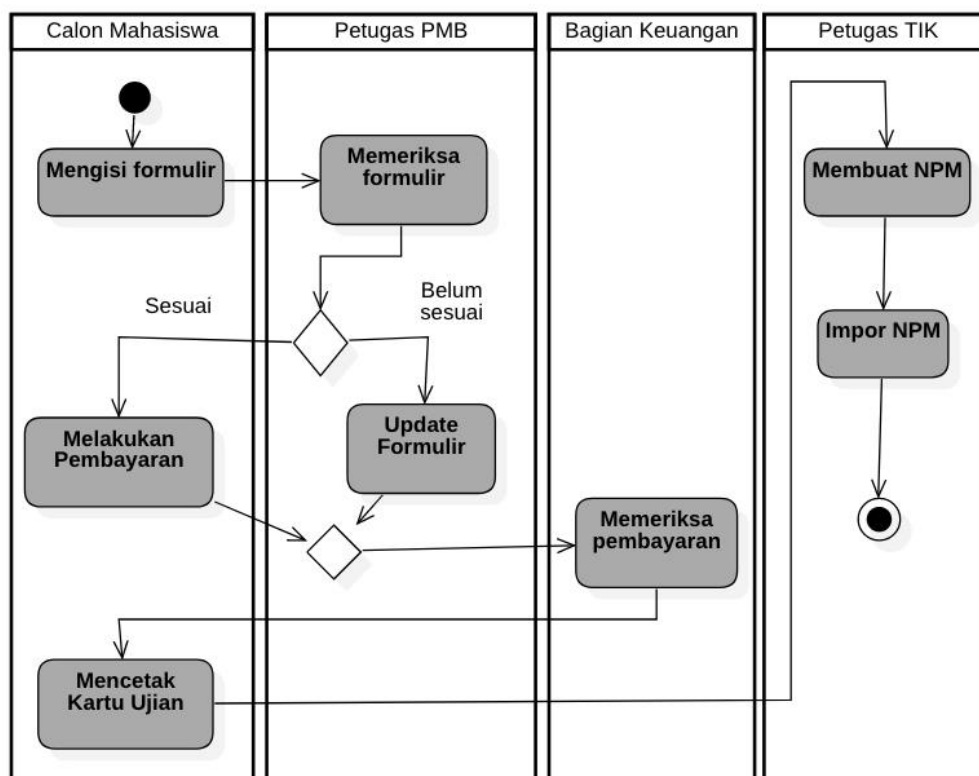 Calon Mahasiswa
Petugas PMB
Bagian Keuangan
Petugas TIK
Mengisi formulir
Memeriksa
formulir
Membuat NPM
Sesuai
Belum
sesuai
Impor NPM
Melakukan
Pembayaran
Update
Formulir
Memeriksa
pembayaran
Mencetak
Kartu Ujian